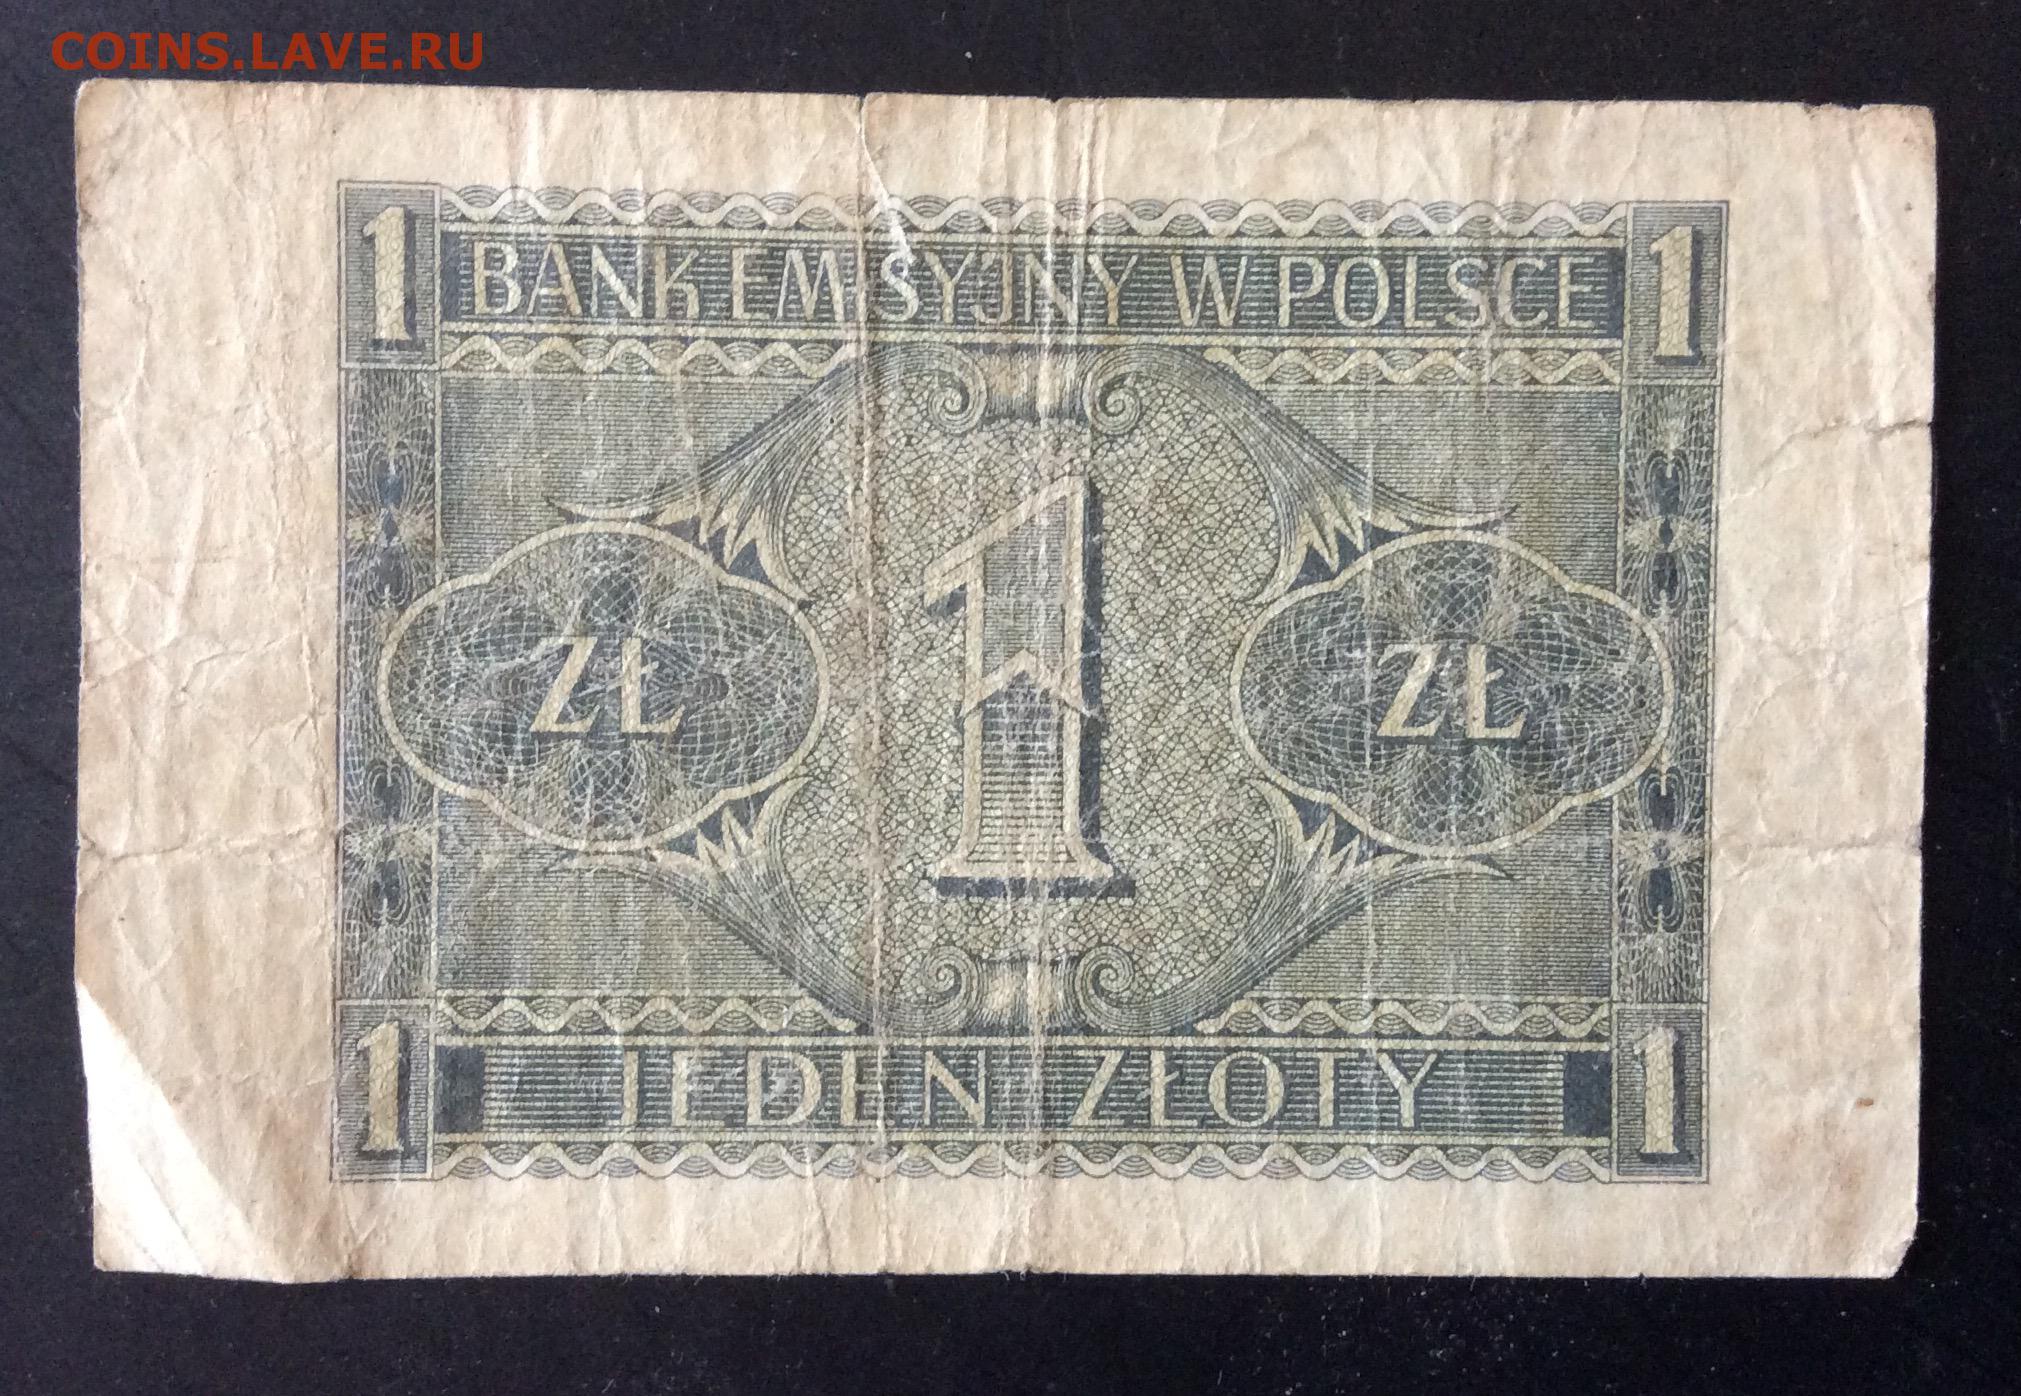 COINS.LAVE.RU
1 1
BANK EMISYJNY W POLSCE
1
ZŁ ZŁ
1 1
JEDEN ZŁOTY